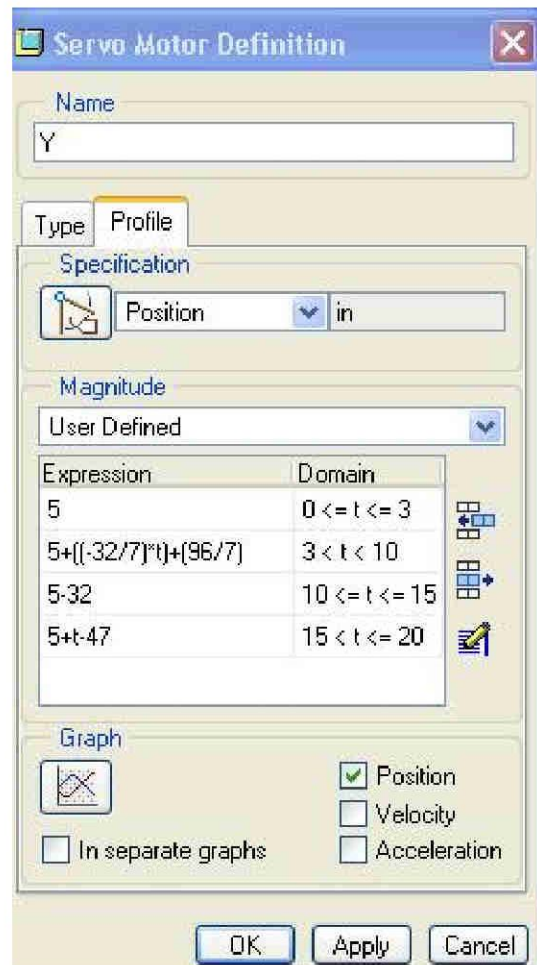 Servo Motor Definition
Name
Y
Type Profile
Specification
Position in
Magnitude
User Defined
Expression Domain
5 0 <= t <= 3
5+((-32/7)*t)+(96/7) 3 < t < 10
5-32 10 <= t <= 15
5+t-47 15 < t <= 20
Graph
Position
Velocity
In separate graphs Acceleration
OK Apply Cancel